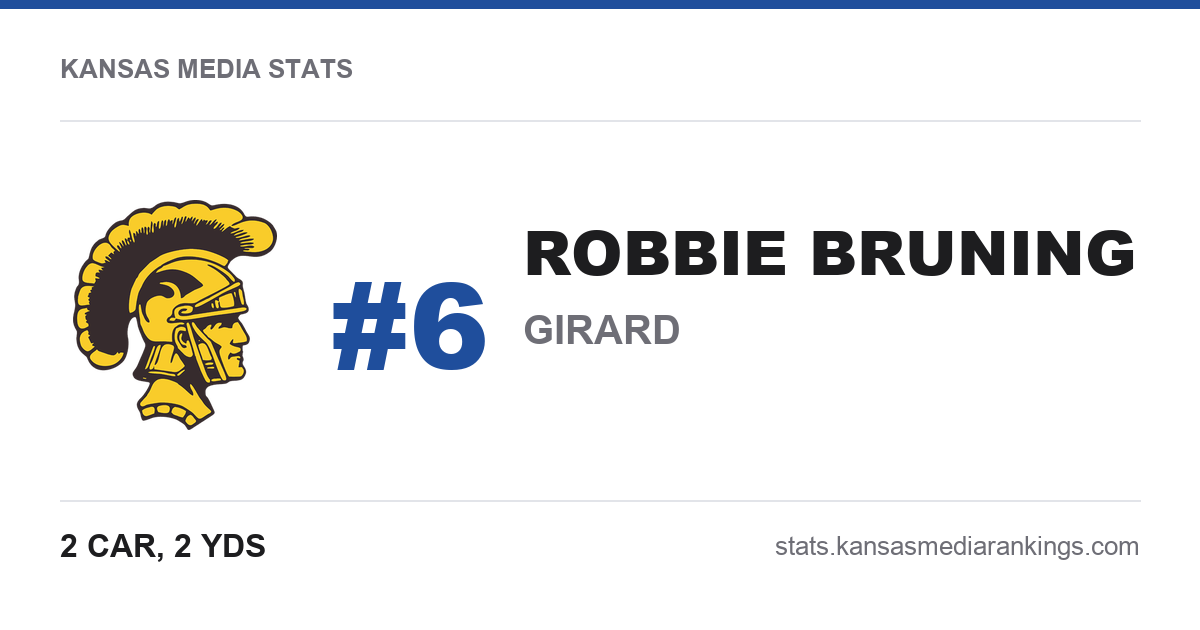 KANSAS MEDIA STATS
#6
ROBBIE BRUNING
GIRARD
2 CAR, 2 YDS
stats.kansasmediarankings.com